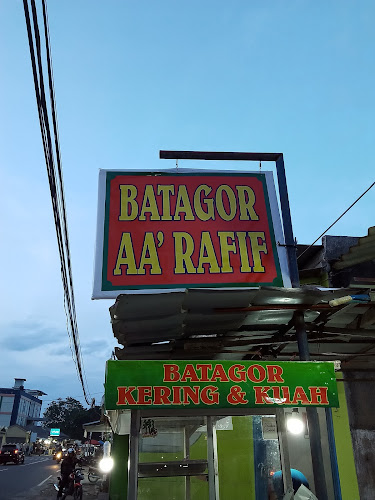 BATAGOR
AA' RAFIF
BATAGOR
KERING & KUAH